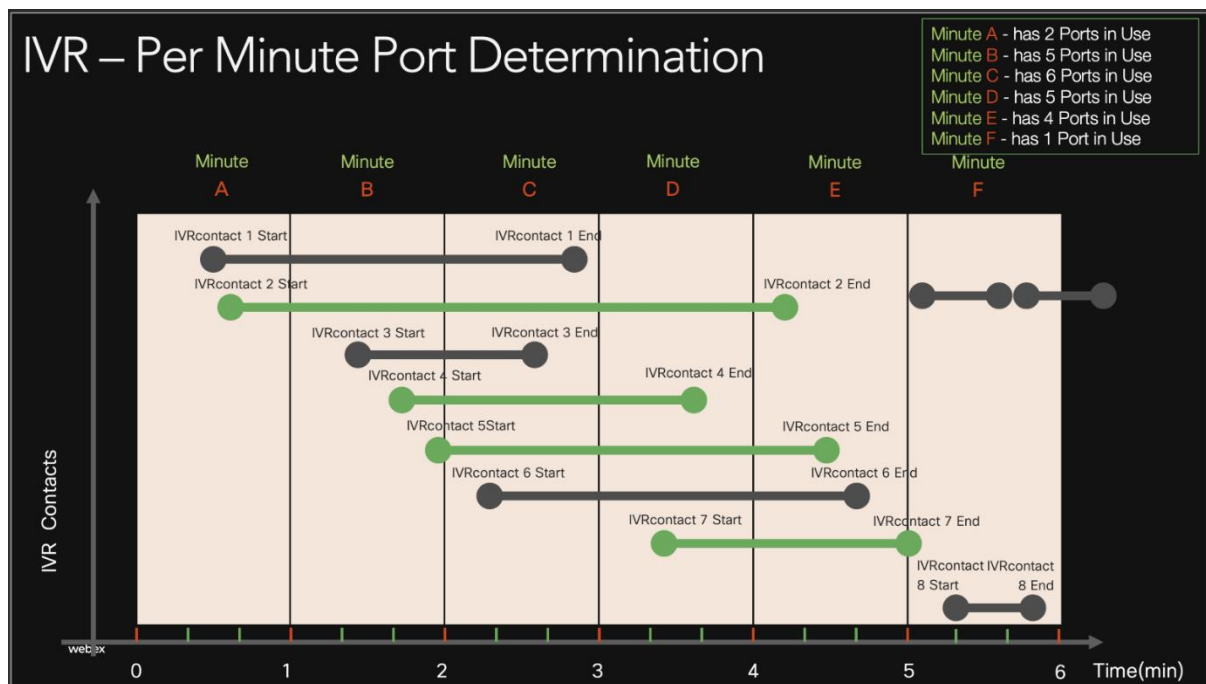 IVR – Per Minute Port Determination
Minute A - has 2 Ports in Use
Minute B - has 5 Ports in Use
Minute C - has 6 Ports in Use
Minute D - has 5 Ports in Use
Minute E - has 4 Ports in Use
Minute F - has 1 Port in Use
Minute Minute Minute Minute Minute Minute
A B C D E F
IVRcontact 1 Start IVRcontact 1 End
IVRcontact 2 Start IVRcontact 2 End
IVRcontact 3 Start IVRcontact 3 End
IVRcontact 4 Start IVRcontact 4 End
IVRcontact 5Start IVRcontact 5 End
IVRcontact 6 Start IVRcontact 6 End
IVRcontact 7 Start IVRcontact 7 End
IVRcontact IVRcontact
8 Start 8 End
IVR Contacts
webex
0 1 2 3 4 5 6 Time(min)